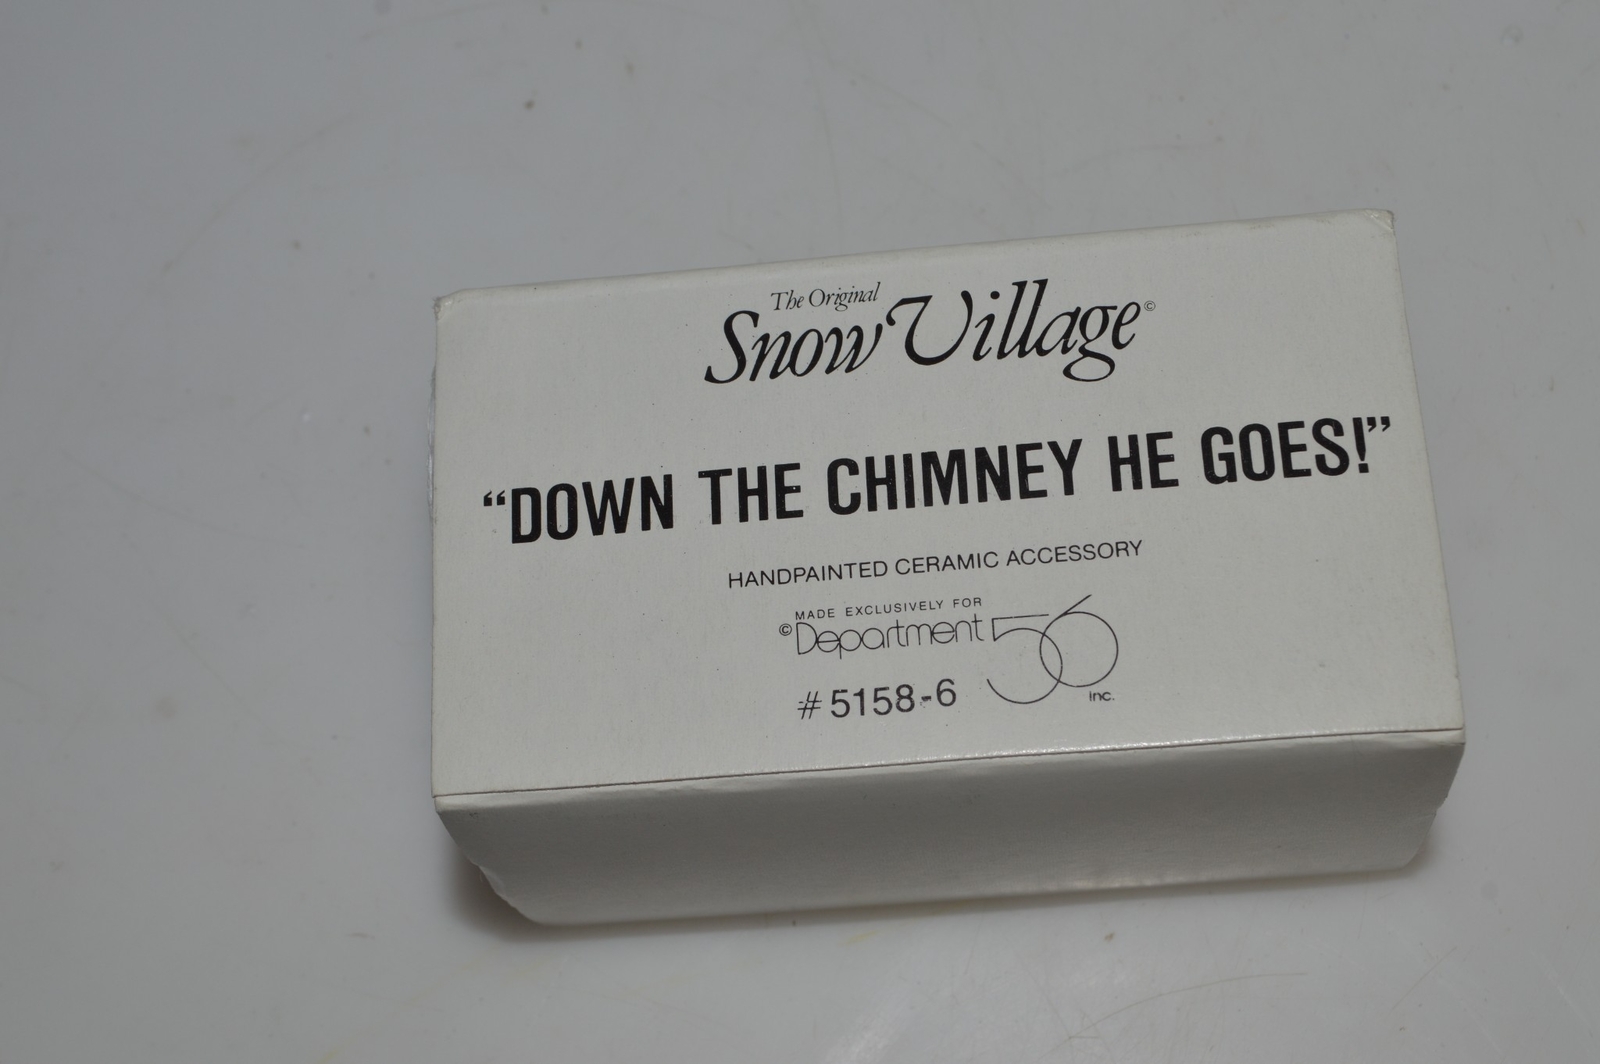 The Original
Snow Village©
“DOWN THE CHIMNEY HE GOES!”
HANDPAINTED CERAMIC ACCESSORY
MADE EXCLUSIVELY FOR
©Department 56
inc.
#5158-6